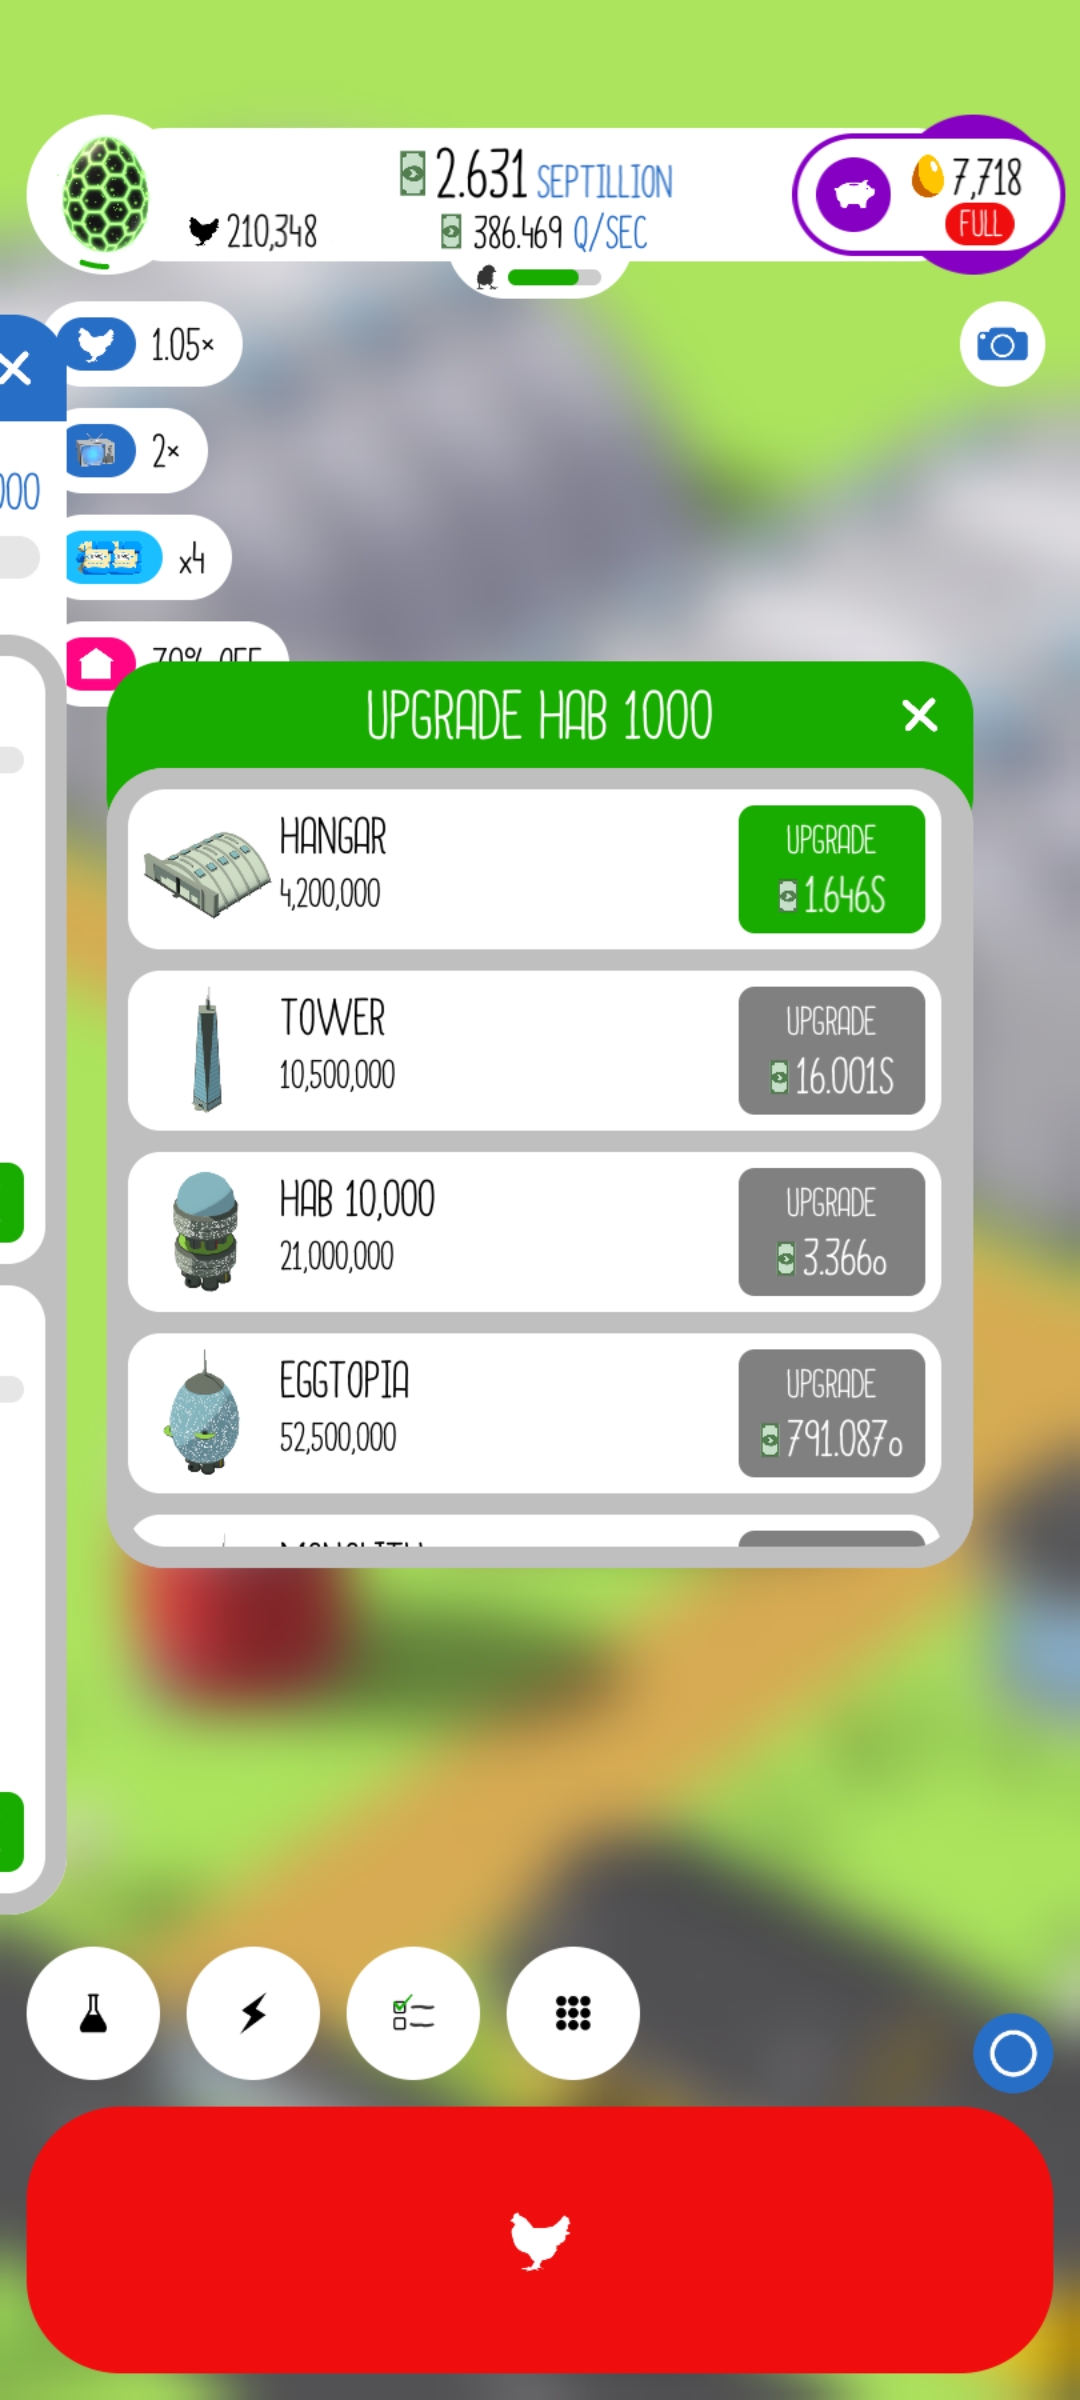 2.631 SEPTILLION
210,348
386.469 Q/SEC
7,718
FULL
1.05×
000
2×
x4
70% OFF
UPGRADE HAB 1000
HANGAR
4,200,000
UPGRADE
1.646S
TOWER
10,500,000
UPGRADE
16.001S
HAB 10,000
21,000,000
UPGRADE
3.366o
EGGTOPIA
52,500,000
UPGRADE
791.087o